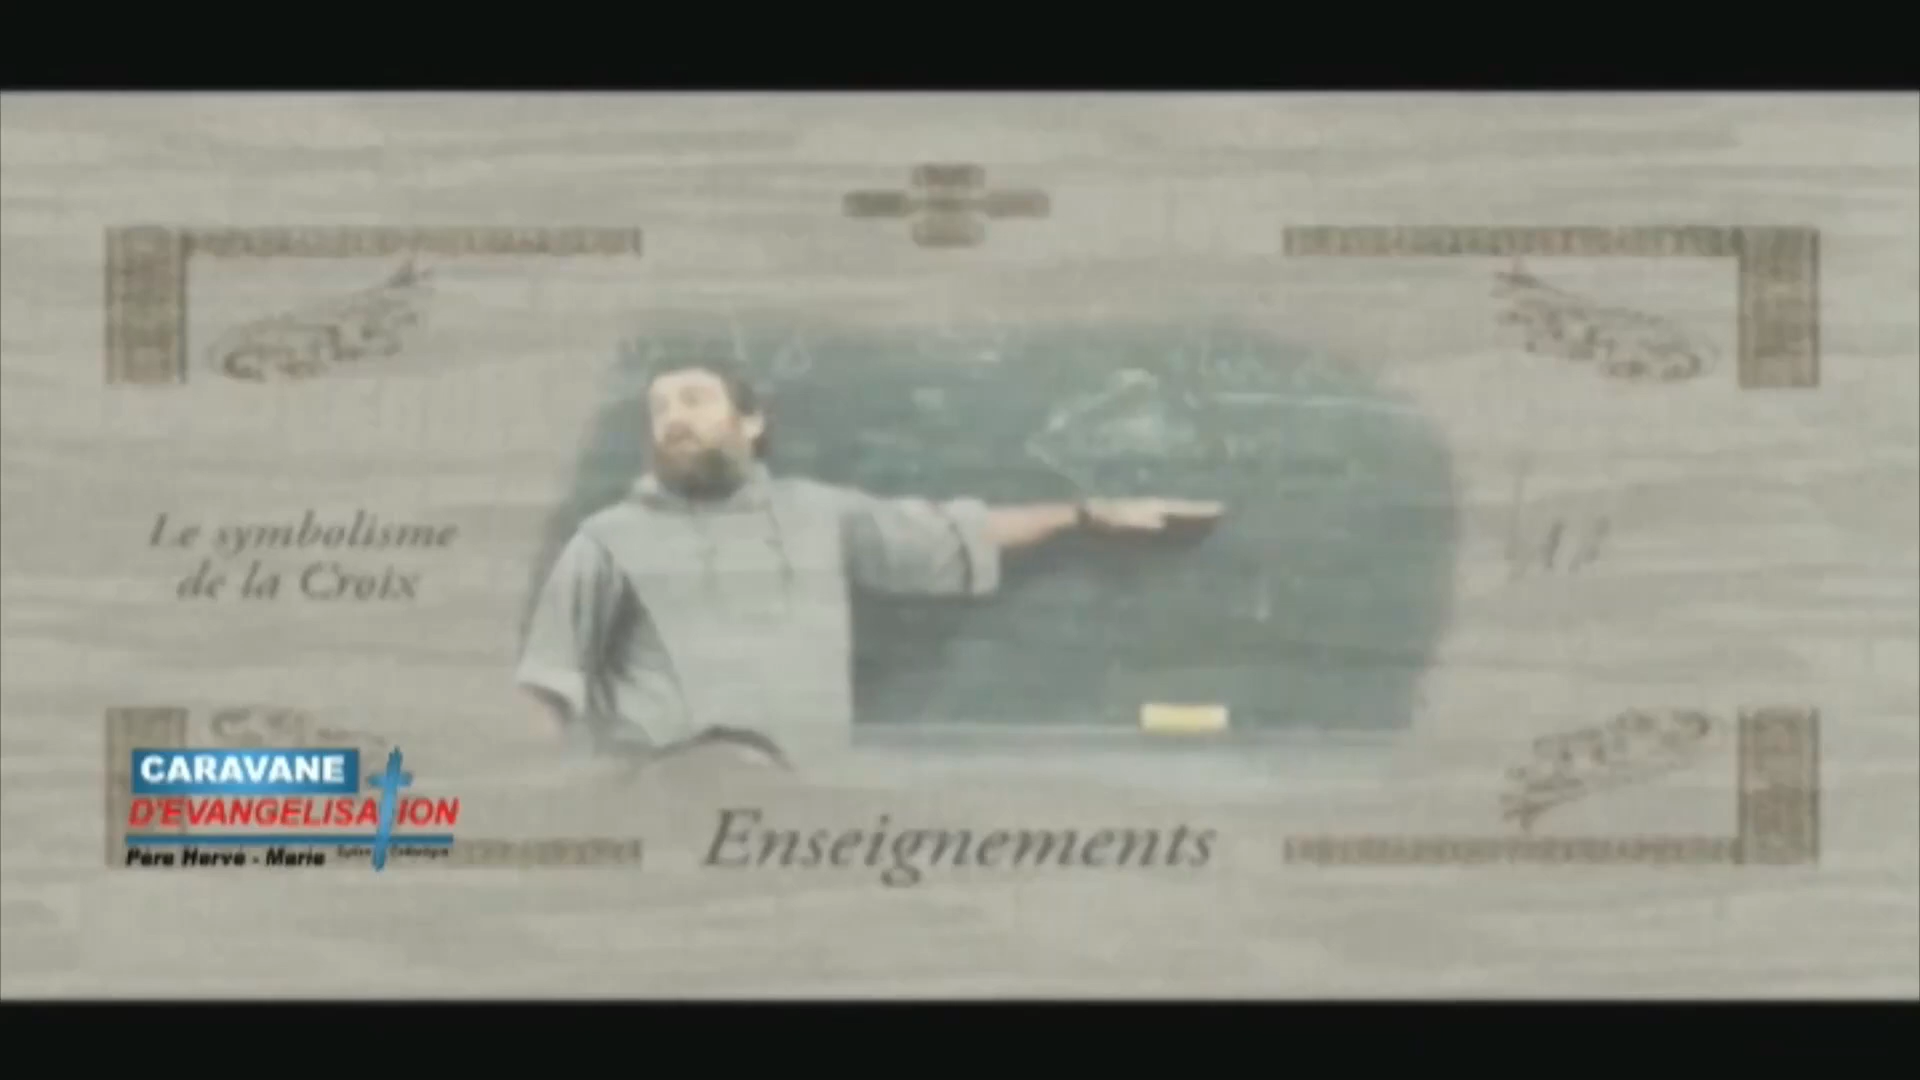 Le symbolisme
de la Croix
CARAVANE
D'EVANGELISATION
Père Hervé - Marie
Enseignements